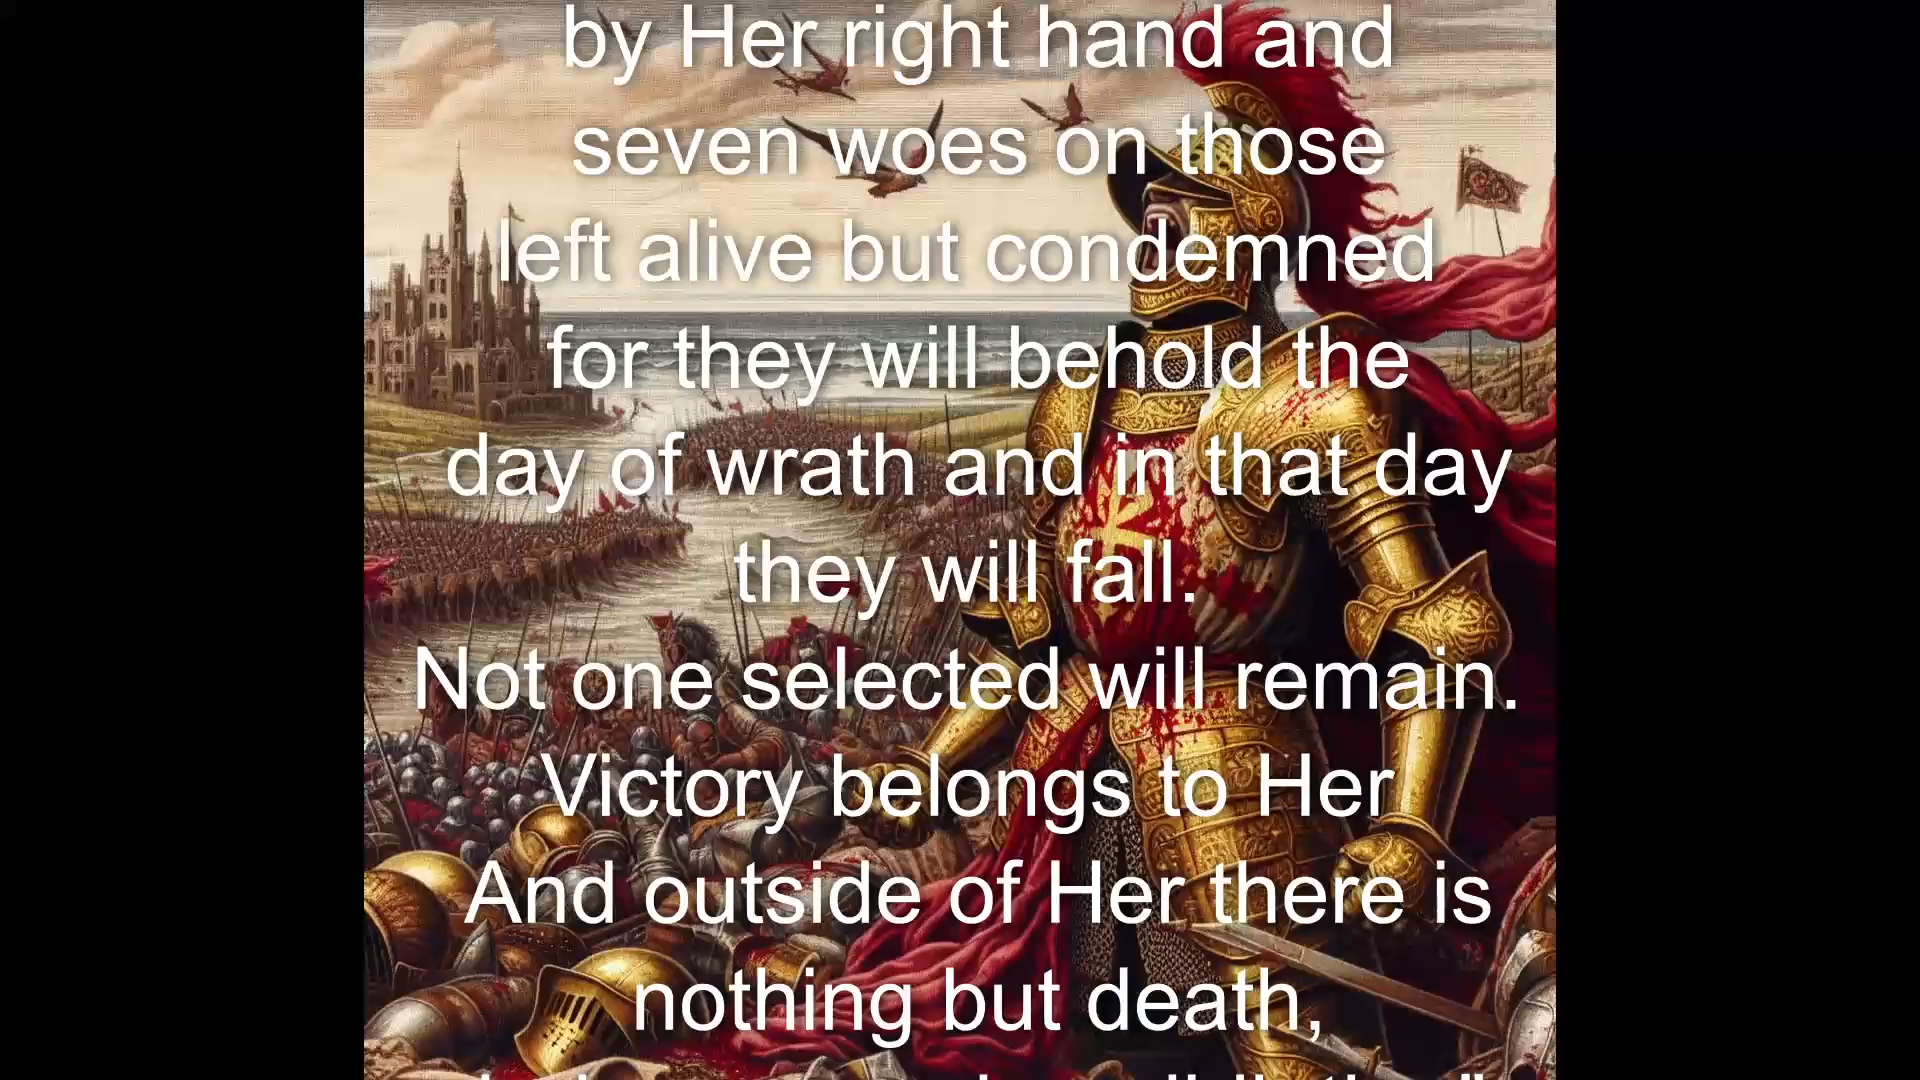 by Her right hand and
seven woes on those
left alive but condemned
for they will behold the
day of wrath and in that day
they will fall.
Not one selected will remain.
Victory belongs to Her
And outside of Her there is
nothing but death,